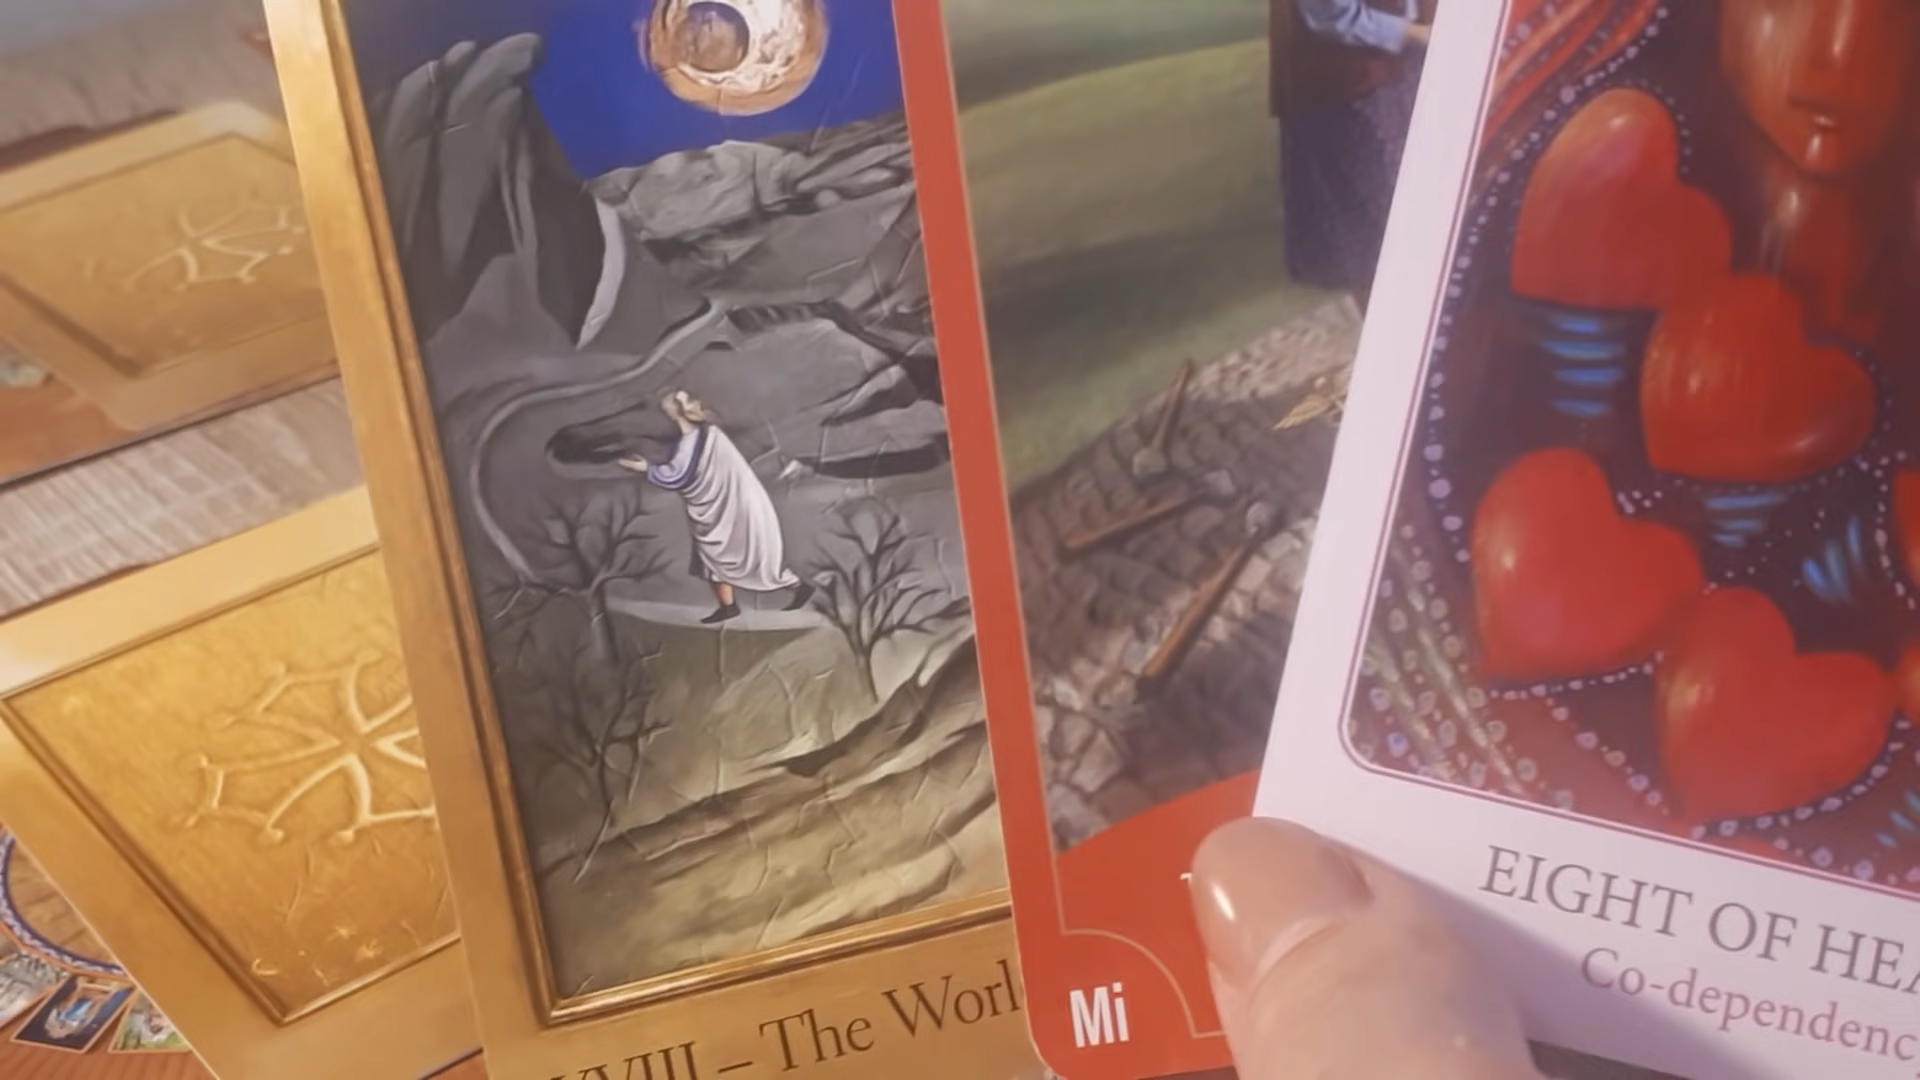 XVIII – The Worl
Mi
EIGHT OF HEA
Co-dependenc